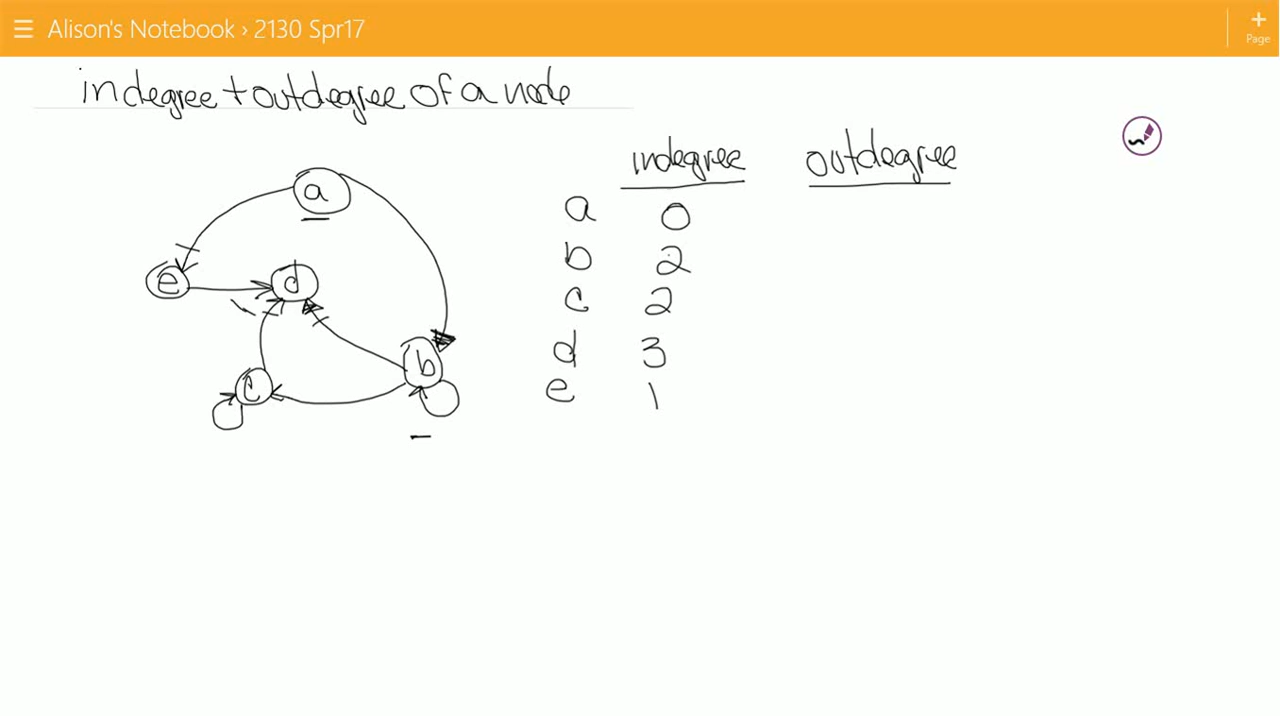 Alison's Notebook › 2130 Spr17
Page
indegree + outdegree of a node
indegree outdegree
a 0
b 2
c 2
d 3
e 1
a
e
d
b
c